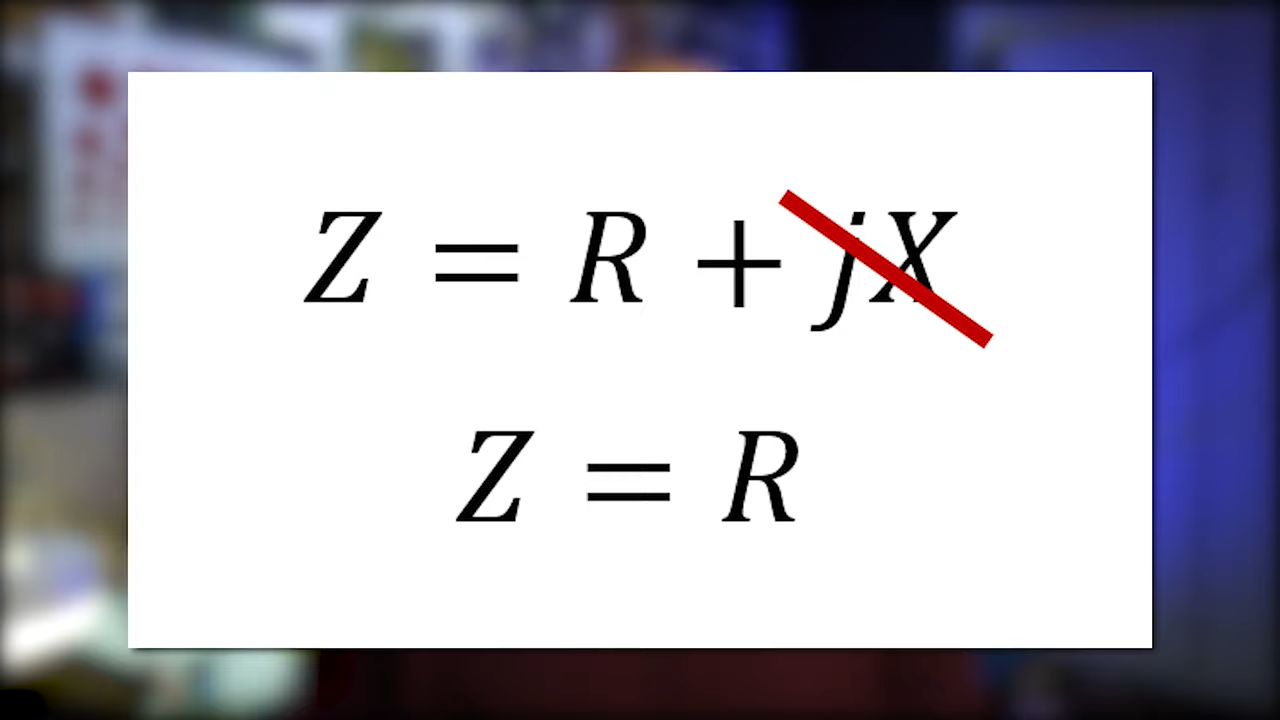 Z = R + jX
Z = R